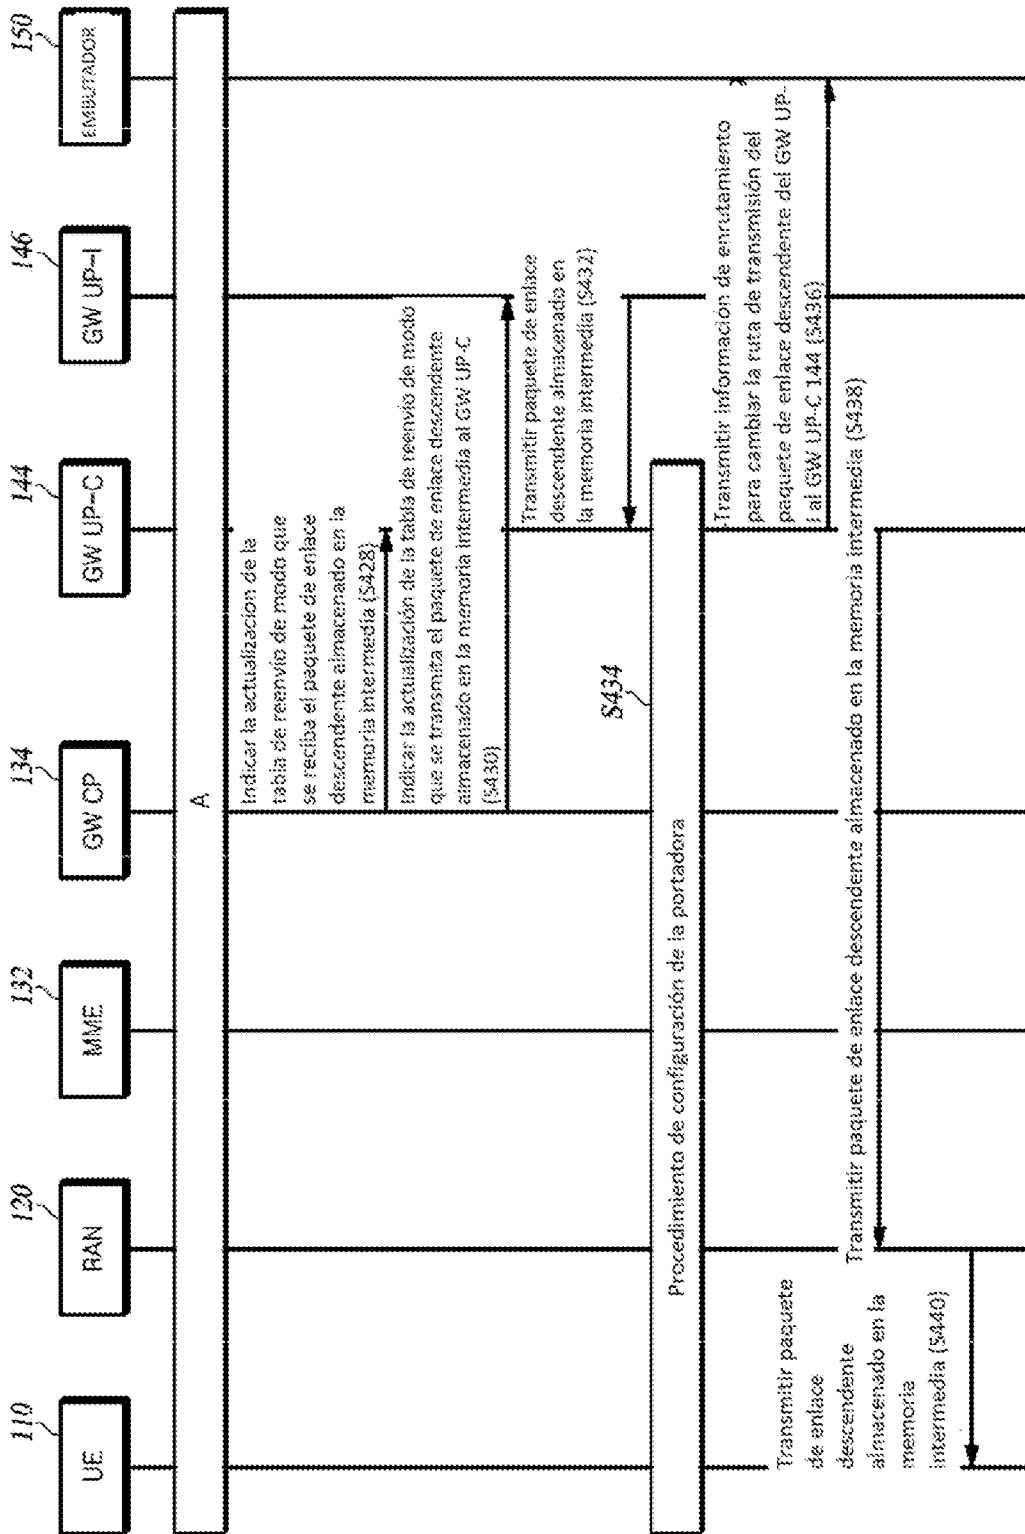 110
UE
120
RAN
132
MME
134
GW CP
144
GW UP-C
146
GW UP-I
150
EMBUTADOR
A
Indicar la actualización de la
tabla de reenvío de modo que
se reciba el paquete de enlace
descendente almacenado en la
memoria intermedia (S428)
Indicar la actualización de la tabla de reenvío de modo
que se transmita el paquete de enlace descendente
almacenado en la memoria intermedia al GW UP-C
(S430)
Transmitir paquete de enlace
descendente almacenado en
la memoria intermedia (S432)
S434
Procedimiento de configuración de la portadora
Transmitir información de enrutamiento
para cambiar la ruta de transmisión del
paquete de enlace descendente del GW UP-
I al GW UP-C 144 (S436)
Transmitir paquete de enlace descendente almacenado en la memoria intermedia (S438)
Transmitir paquete
de enlace
descendente
almacenado en la
memoria
intermedia (S440)